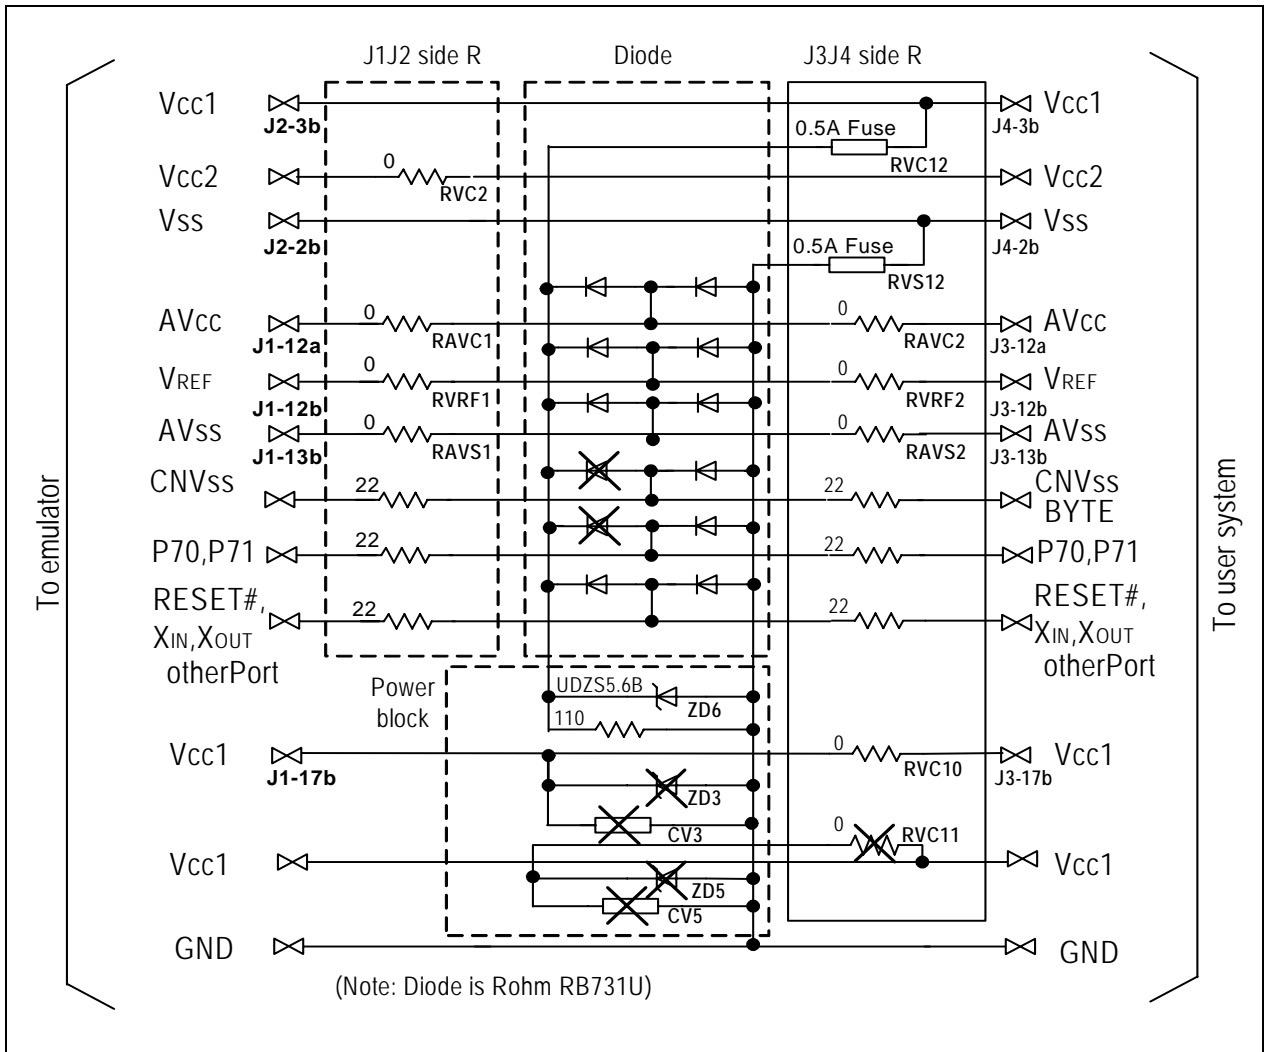 J1J2 side R
Diode
J3J4 side R
Vcc1
J2-3b
J4-3b
Vcc1
0.5A Fuse
RVC12
Vcc2
0
RVC2
Vcc2
Vss
J2-2b
J4-2b
Vss
0.5A Fuse
RVS12
AVcc
J1-12a
0
RAVC1
0
RAVC2
J3-12a
AVcc
VREF
J1-12b
0
RVRF1
0
RVRF2
J3-12b
VREF
AVss
J1-13b
0
RAVS1
0
RAVS2
J3-13b
AVss
CNVss
22
22
CNVss
BYTE
P70,P71
22
22
P70,P71
RESET#,
XIN,XOUT
otherPort
22
22
RESET#,
XIN,XOUT
otherPort
To emulator
To user system
Power
block
UDZS5.6B
ZD6
110
Vcc1
J1-17b
0
RVC10
J3-17b
Vcc1
ZD3
CV3
0
RVC11
Vcc1
Vcc1
ZD5
CV5
GND
GND
(Note: Diode is Rohm RB731U)